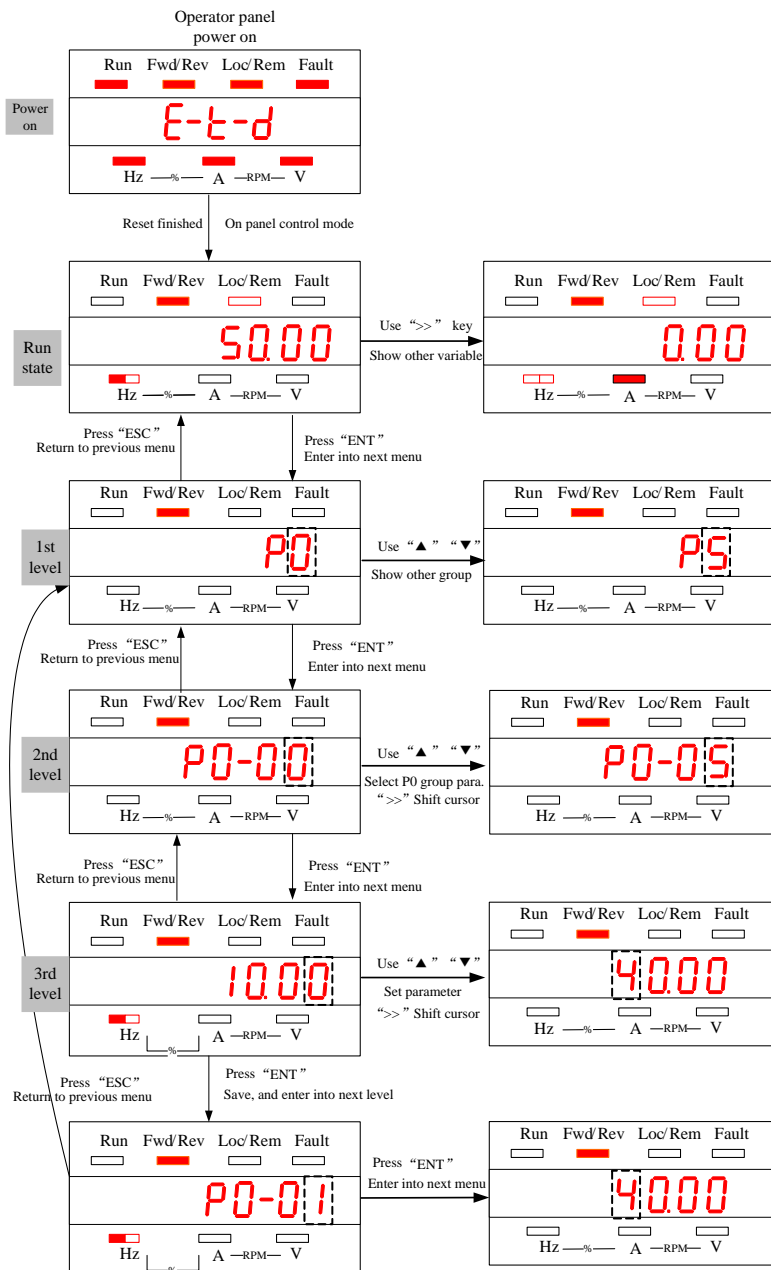 Operator panel
power on
Run Fwd/Rev Loc/Rem Fault
Power
on
E-t-d
Hz % A RPM V
Reset finished On panel control mode
Run Fwd/Rev Loc/Rem Fault
Run Fwd/Rev Loc/Rem Fault
Run
state
50.00
Use “>>” key
Show other variable
0.00
Hz % A RPM V
Hz % A RPM V
Press “ESC”
Return to previous menu
Press “ENT”
Enter into next menu
Run Fwd/Rev Loc/Rem Fault
Run Fwd/Rev Loc/Rem Fault
1st
level
P0
Use “▲” “▼”
Show other group
P5
Hz % A RPM V
Hz % A RPM V
Press “ESC”
Return to previous menu
Press “ENT”
Enter into next menu
Run Fwd/Rev Loc/Rem Fault
Run Fwd/Rev Loc/Rem Fault
2nd
level
P0-00
Use “▲” “▼”
Select P0 group para.
“>>” Shift cursor
P0-05
Hz % A RPM V
Hz % A RPM V
Press “ESC”
Return to previous menu
Press “ENT”
Enter into next menu
Run Fwd/Rev Loc/Rem Fault
Run Fwd/Rev Loc/Rem Fault
3rd
level
10.00
Use “▲” “▼”
Set parameter
“>>” Shift cursor
40.00
Hz % A RPM V
Hz % A RPM V
Press “ESC”
Return to previous menu
Press “ENT”
Save, and enter into next level
Run Fwd/Rev Loc/Rem Fault
Run Fwd/Rev Loc/Rem Fault
P0-01
Press “ENT”
Enter into next menu
40.00
Hz % A RPM V
Hz % A RPM V